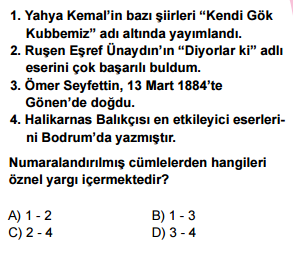 1. Yahya Kemal’in bazı şiirleri “Kendi Gök
Kubbemiz” adı altında yayımlandı.
2. Ruşen Eşref Ünaydın’ın “Diyorlar ki” adlı
eserini çok başarılı buldum.
3. Ömer Seyfettin, 13 Mart 1884’te
Gönen’de doğdu.
4. Halikarnas Balıkçısı en etkileyici eserleri-
ni Bodrum’da yazmıştır.
Numaralandırılmış cümlelerden hangileri
öznel yargı içermektedir?
A) 1 - 2 B) 1 - 3
C) 2 - 4 D) 3 - 4